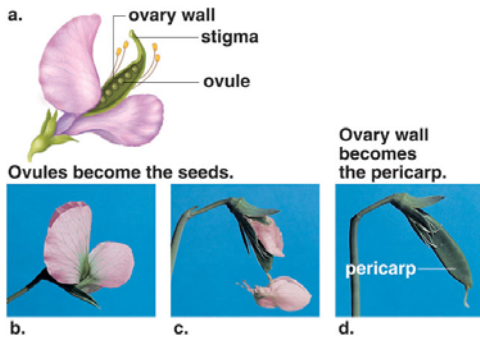 a.
ovary wall
stigma
ovule
Ovules become the seeds.
Ovary wall
becomes
the pericarp.
pericarp
b.
c.
d.